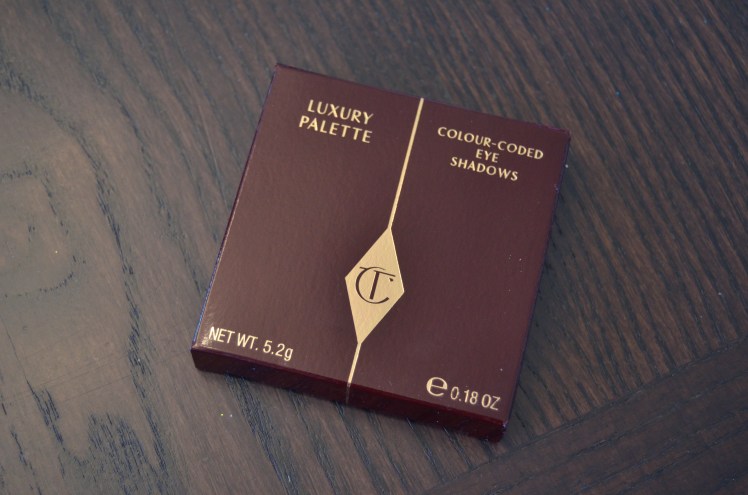 LUXURY
PALETTE
COLOUR-CODED
EYE
SHADOWS
CT
NET WT. 5.2g
e 0.18 OZ